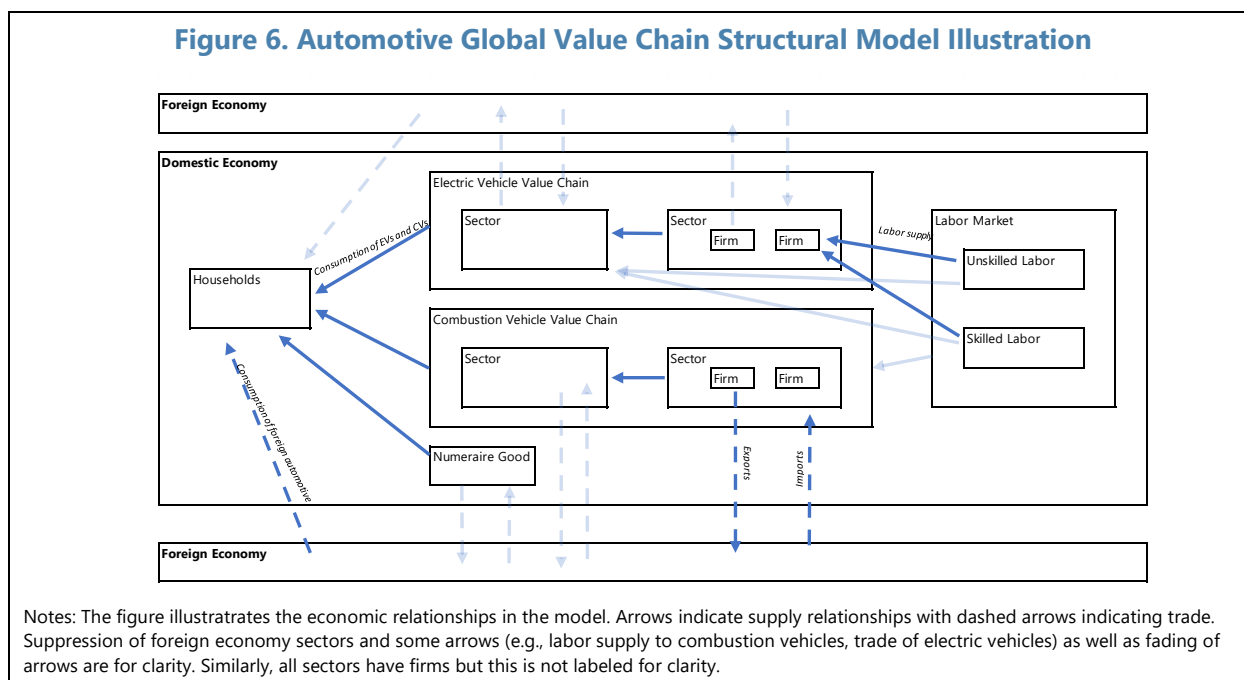 Figure 6. Automotive Global Value Chain Structural Model Illustration
Foreign Economy
Domestic Economy
Electric Vehicle Value Chain
Sector
Sector
Firm
Firm
Labor Market
Labor supply
Unskilled Labor
Skilled Labor
Consumption of EVs and CVs
Households
Combustion Vehicle Value Chain
Sector
Sector
Firm
Firm
Consumption of foreign automotive
Numeraire Good
Exports
Imports
Foreign Economy
Notes: The figure illustratrates the economic relationships in the model. Arrows indicate supply relationships with dashed arrows indicating trade.
Suppression of foreign economy sectors and some arrows (e.g., labor supply to combustion vehicles, trade of electric vehicles) as well as fading of
arrows are for clarity. Similarly, all sectors have firms but this is not labeled for clarity.